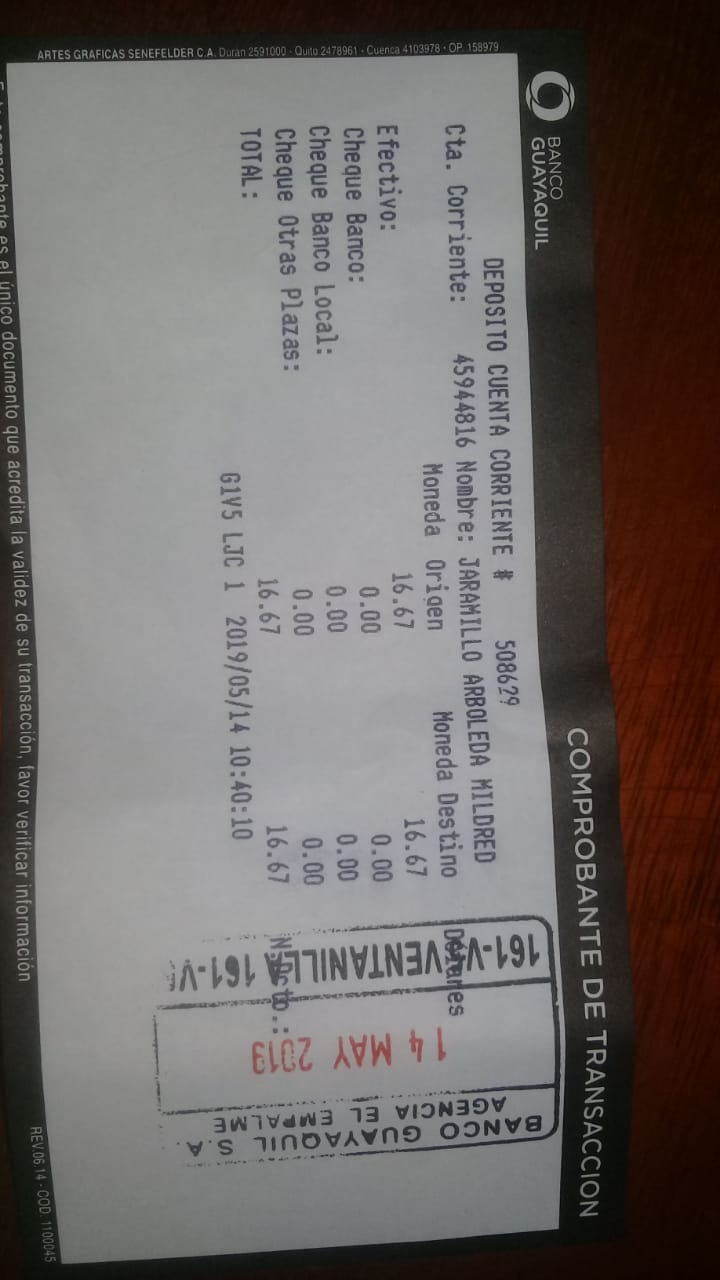 BANCO
GUAYAQUIL
COMPROBANTE DE TRANSACCION
DEPOSITO CUENTA CORRIENTE # 508629
Cta. Corriente: 45944816 Nombre: JARAMILLO ARBOLEDA MILDRED
Moneda Origen Moneda Destino
Efectivo: 16.67 16.67
Cheque Banco: 0.00 0.00
Cheque Banco Local: 0.00 0.00
Cheque Otras Plazas: 0.00 0.00
TOTAL: 16.67 16.67
G1V5 LJC 1 2019/05/14 10:40:10
BANCO GUAYAQUIL S.A.
AGENCIA EL EMPALME
14 MAY 2019
161-V VENTANILLA 161-V
ARTES GRAFICAS SENEFELDER C.A. Duran 2591000 - Quito 2478961 - Cuenca 4103978 - OP. 158979
comprobante es el único documento que acredita la validez de su transacción, favor verificar información
REV.06.14 - COD. 1100045